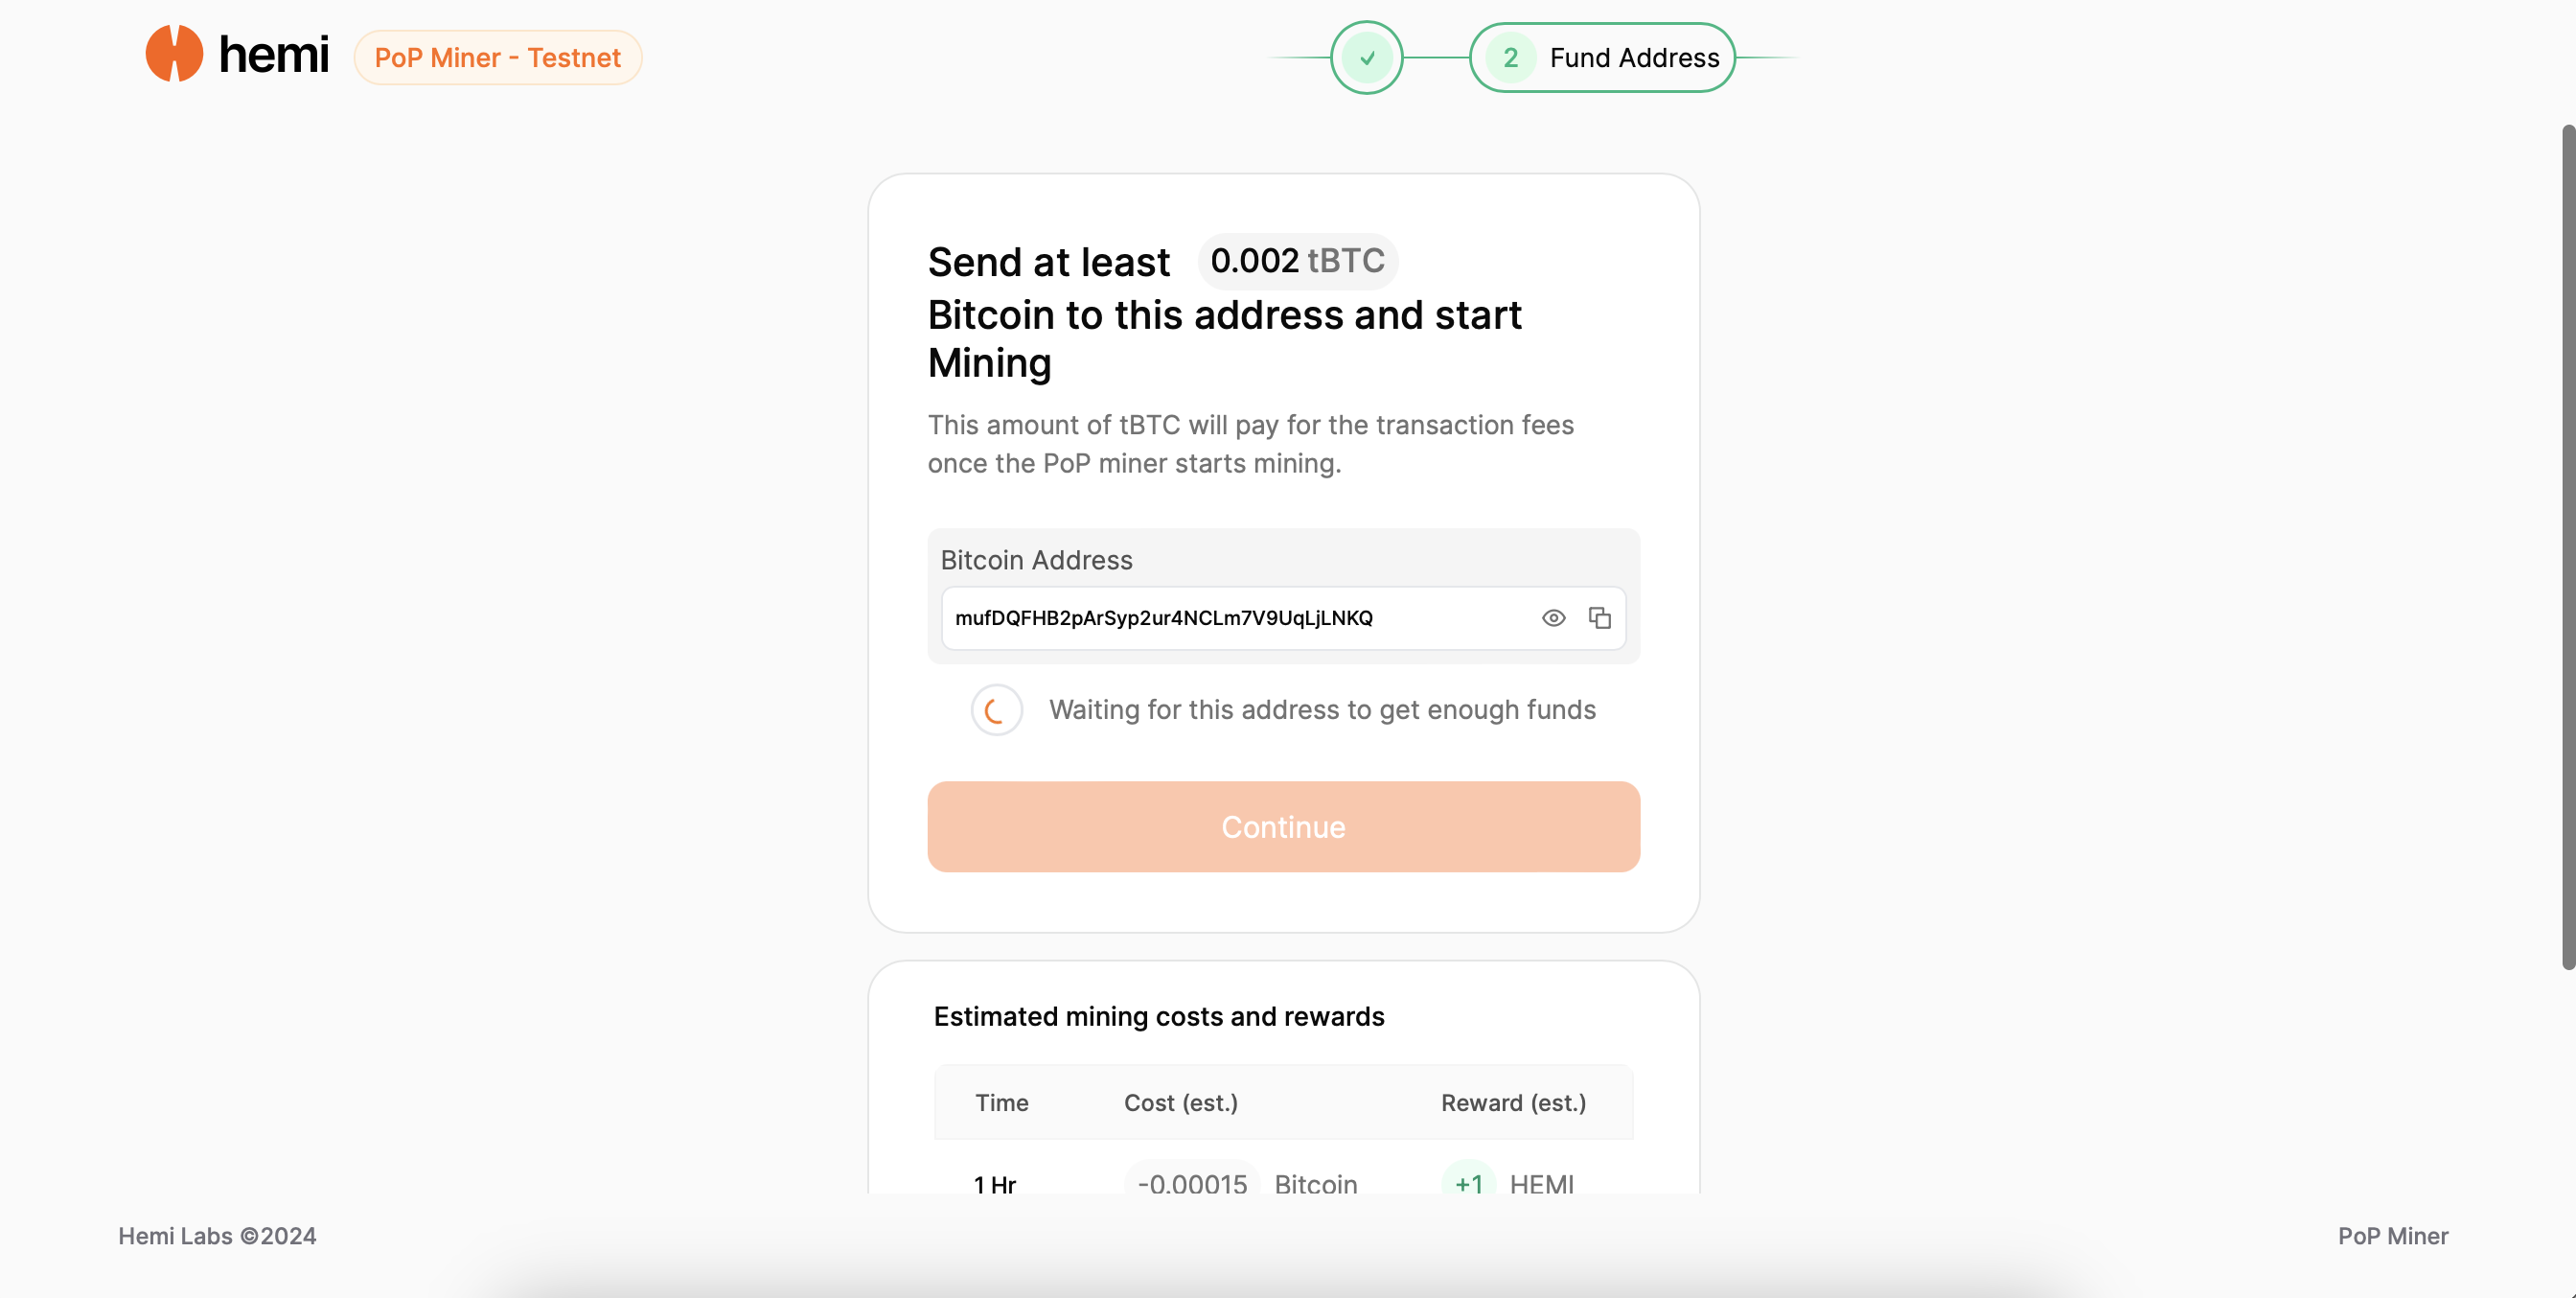 hemi PoP Miner - Testnet
2 Fund Address
Send at least 0.002 tBTC
Bitcoin to this address and start
Mining
This amount of tBTC will pay for the transaction fees
once the PoP miner starts mining.
Bitcoin Address
mufDQFHB2pArSyp2ur4NCLm7V9UqLjLNKQ
Waiting for this address to get enough funds
Continue
Estimated mining costs and rewards
Time Cost (est.) Reward (est.)
1 Hr -0.00015 Bitcoin +1 HEMI
Hemi Labs ©2024 PoP Miner